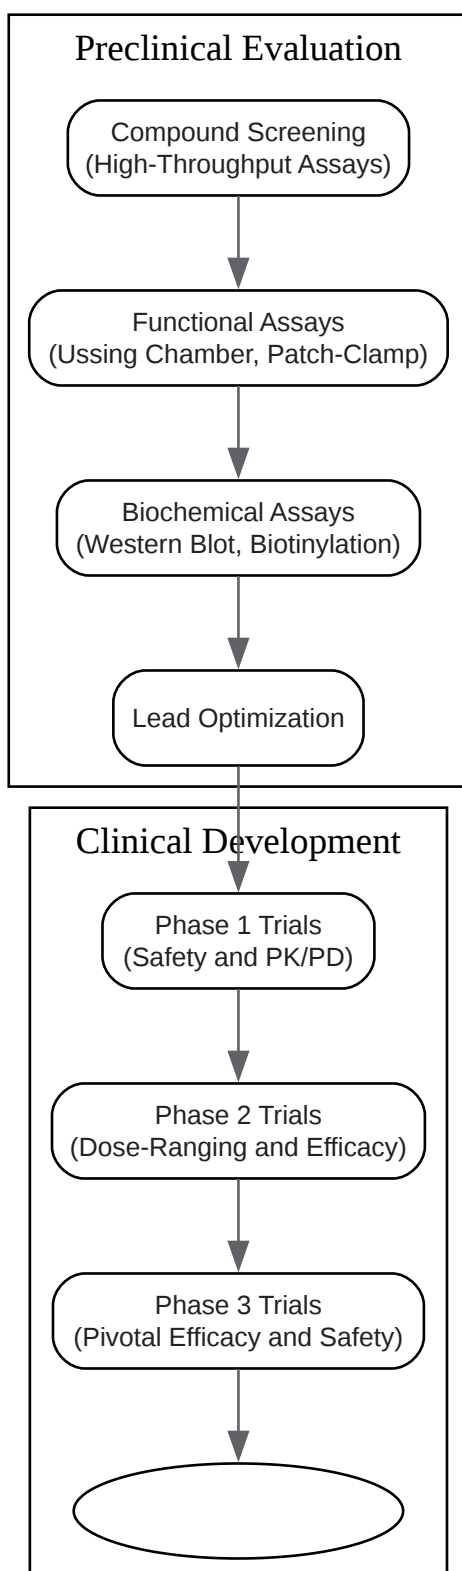 Preclinical Evaluation
Compound Screening
(High-Throughput Assays)
Functional Assays
(Ussing Chamber, Patch-Clamp)
Biochemical Assays
(Western Blot, Biotinylation)
Lead Optimization
Clinical Development
Phase 1 Trials
(Safety and PK/PD)
Phase 2 Trials
(Dose-Ranging and Efficacy)
Phase 3 Trials
(Pivotal Efficacy and Safety)